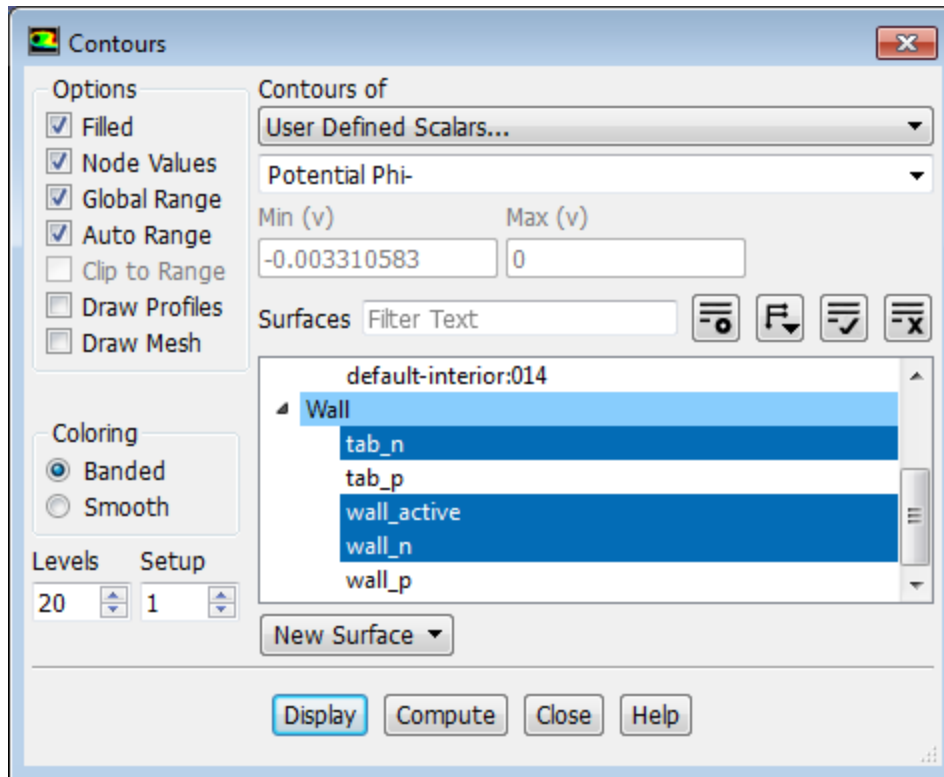 Contours
Options
Filled
Node Values
Global Range
Auto Range
Clip to Range
Draw Profiles
Draw Mesh
Coloring
Banded
Smooth
Levels Setup
20 1
Contours of
User Defined Scalars...
Potential Phi-
Min (v) Max (v)
-0.003310583 0
Surfaces Filter Text
default-interior:014
Wall
tab_n
tab_p
wall_active
wall_n
wall_p
New Surface
Display Compute Close Help